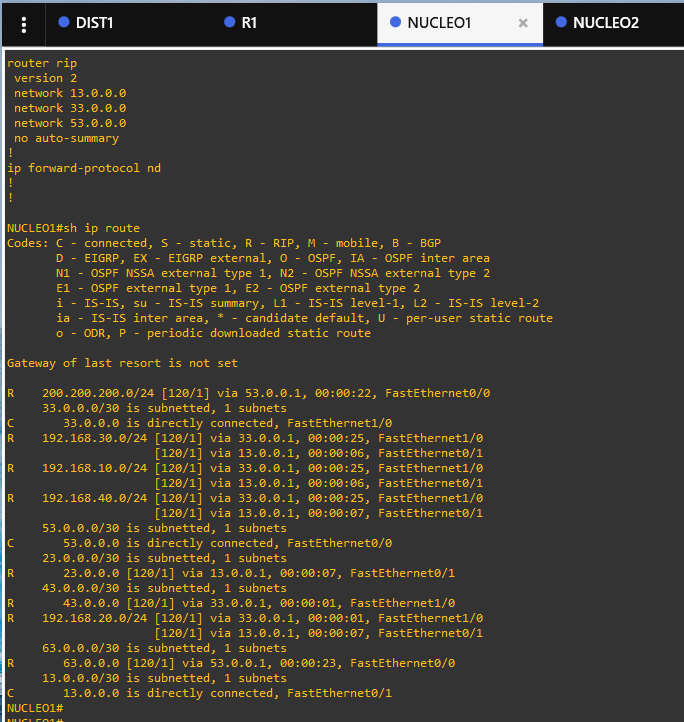 DIST1 R1 NUCLEO1 × NUCLEO2
router rip
 version 2
 network 13.0.0.0
 network 33.0.0.0
 network 53.0.0.0
 no auto-summary
!
ip forward-protocol nd
!
!
NUCLEO1#sh ip route
Codes: C - connected, S - static, R - RIP, M - mobile, B - BGP
       D - EIGRP, EX - EIGRP external, O - OSPF, IA - OSPF inter area
       N1 - OSPF NSSA external type 1, N2 - OSPF NSSA external type 2
       E1 - OSPF external type 1, E2 - OSPF external type 2
       i - IS-IS, su - IS-IS summary, L1 - IS-IS level-1, L2 - IS-IS level-2
       ia - IS-IS inter area, * - candidate default, U - per-user static route
       o - ODR, P - periodic downloaded static route
Gateway of last resort is not set
R    200.200.200.0/24 [120/1] via 53.0.0.1, 00:00:22, FastEthernet0/0
     33.0.0.0/30 is subnetted, 1 subnets
C       33.0.0.0 is directly connected, FastEthernet1/0
R    192.168.30.0/24 [120/1] via 33.0.0.1, 00:00:25, FastEthernet1/0
                     [120/1] via 13.0.0.1, 00:00:06, FastEthernet0/1
R    192.168.10.0/24 [120/1] via 33.0.0.1, 00:00:25, FastEthernet1/0
                     [120/1] via 13.0.0.1, 00:00:06, FastEthernet0/1
R    192.168.40.0/24 [120/1] via 33.0.0.1, 00:00:25, FastEthernet1/0
                     [120/1] via 13.0.0.1, 00:00:07, FastEthernet0/1
     53.0.0.0/30 is subnetted, 1 subnets
C       53.0.0.0 is directly connected, FastEthernet0/0
     23.0.0.0/30 is subnetted, 1 subnets
R       23.0.0.0 [120/1] via 13.0.0.1, 00:00:07, FastEthernet0/1
     43.0.0.0/30 is subnetted, 1 subnets
R       43.0.0.0 [120/1] via 33.0.0.1, 00:00:01, FastEthernet1/0
R    192.168.20.0/24 [120/1] via 33.0.0.1, 00:00:01, FastEthernet1/0
                     [120/1] via 13.0.0.1, 00:00:07, FastEthernet0/1
     63.0.0.0/30 is subnetted, 1 subnets
R       63.0.0.0 [120/1] via 53.0.0.1, 00:00:23, FastEthernet0/0
     13.0.0.0/30 is subnetted, 1 subnets
C       13.0.0.0 is directly connected, FastEthernet0/1
NUCLEO1#
NUCLEO1#